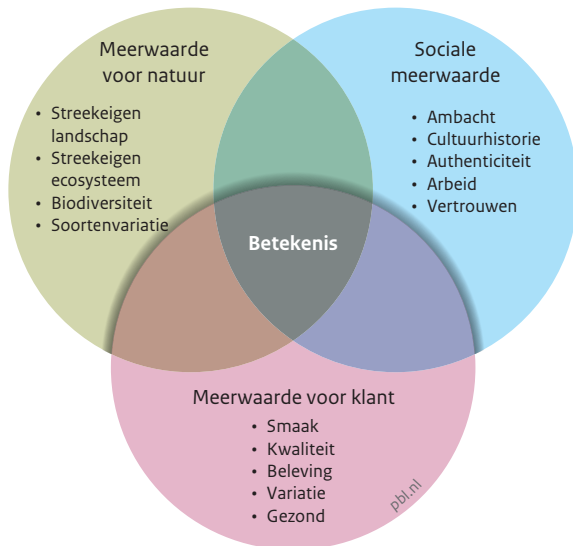 Meerwaarde
voor natuur
• Streekeigen
landschap
• Streekeigen
ecosysteem
• Biodiversiteit
• Soortenvariatie
Sociale
meerwaarde
• Ambacht
• Cultuurhistorie
• Authenticiteit
• Arbeid
• Vertrouwen
Betekenis
Meerwaarde voor klant
• Smaak
• Kwaliteit
• Beleving
• Variatie
• Gezond
pbl.nl